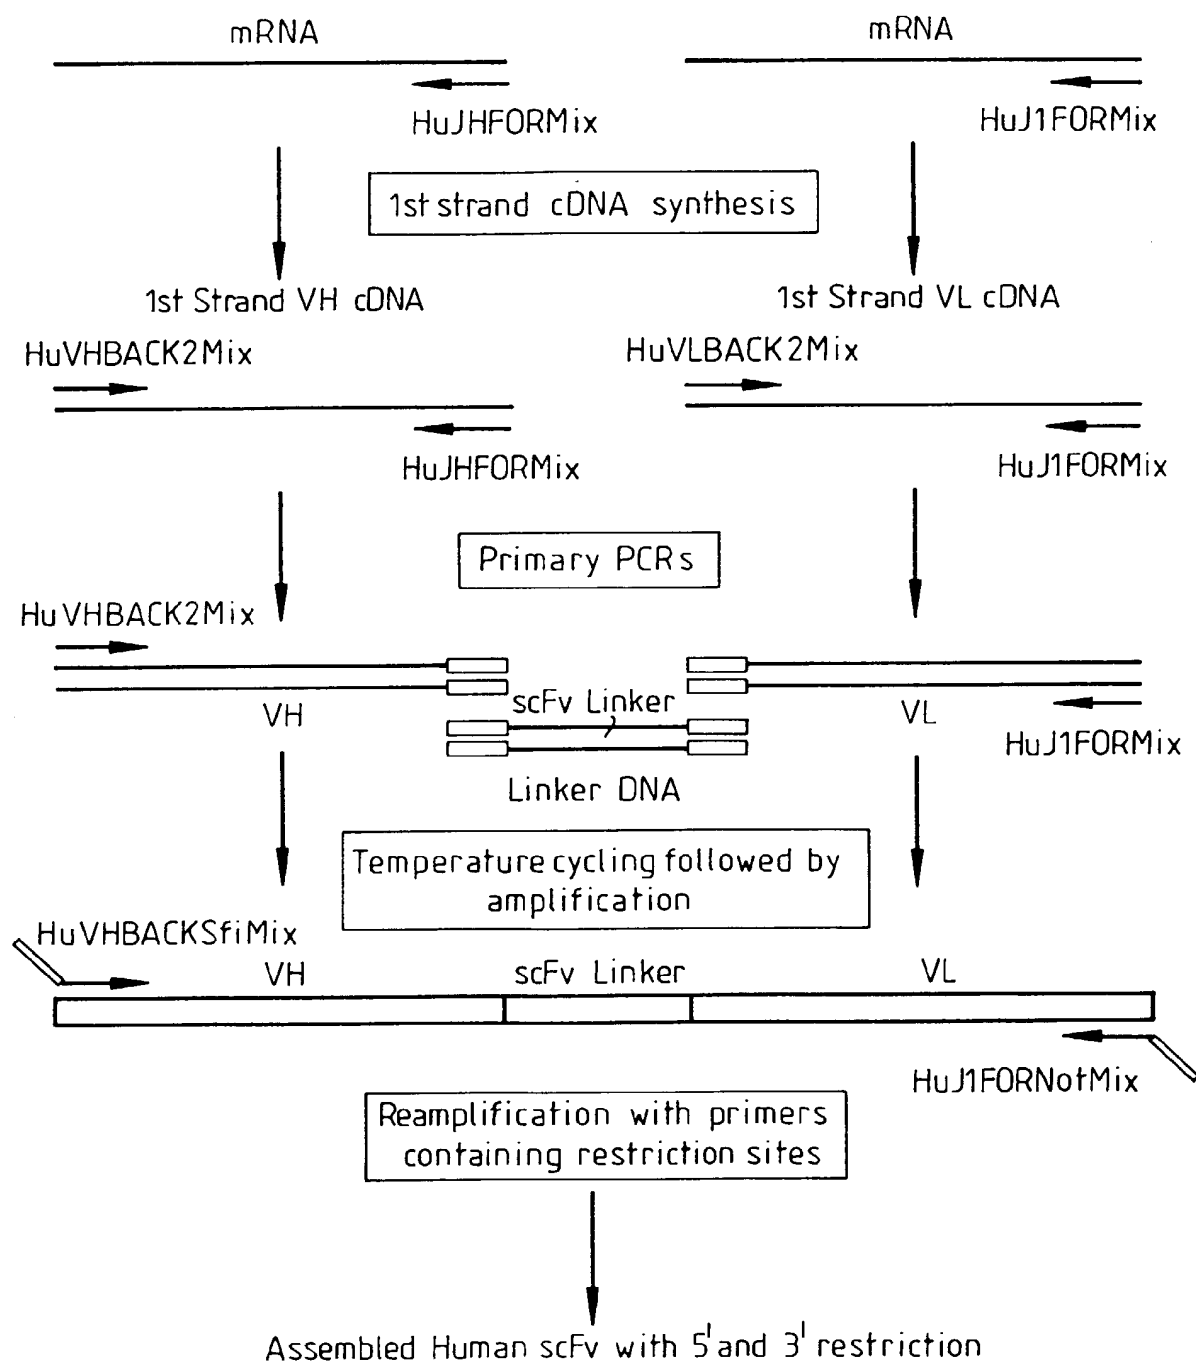 mRNA
mRNA
HuJHFORMix
HuJ1FORMix
1st strand cDNA synthesis
1st Strand VH cDNA
1st Strand VL cDNA
HuVHBACK2Mix
HuVLBACK2Mix
HuJHFORMix
HuJ1FORMix
Primary PCRs
HuVHBACK2Mix
scFv Linker
VH
VL
HuJ1FORMix
Linker DNA
Temperature cycling followed by
amplification
HuVHBACKSfiMix
VH
scFv Linker
VL
HuJ1FORNotMix
Reamplification with primers
containing restriction sites
Assembled Human scFv with 5' and 3' restriction